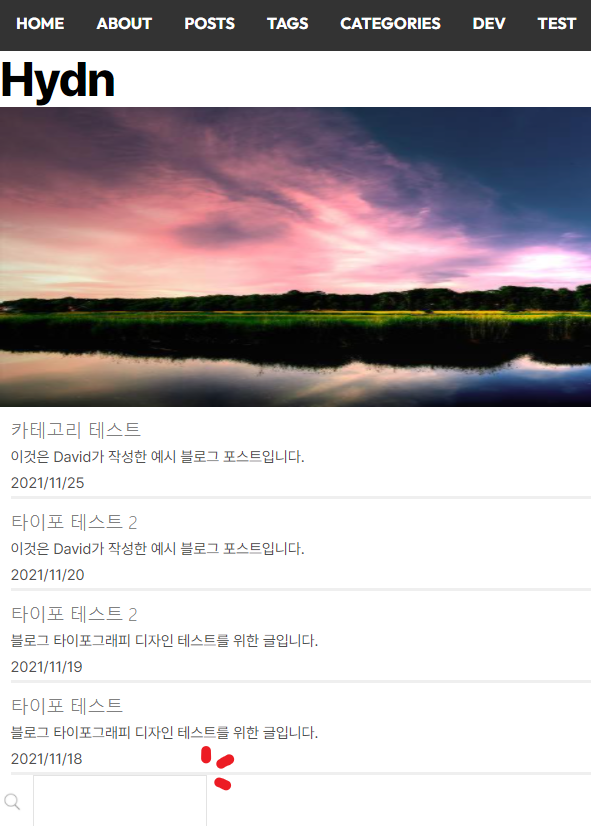 HOME ABOUT POSTS TAGS CATEGORIES DEV TEST
Hydn
카테고리 테스트
이것은 David가 작성한 예시 블로그 포스트입니다.
2021/11/25
타이포 테스트 2
이것은 David가 작성한 예시 블로그 포스트입니다.
2021/11/20
타이포 테스트 2
블로그 타이포그래피 디자인 테스트를 위한 글입니다.
2021/11/19
타이포 테스트
블로그 타이포그래피 디자인 테스트를 위한 글입니다.
2021/11/18